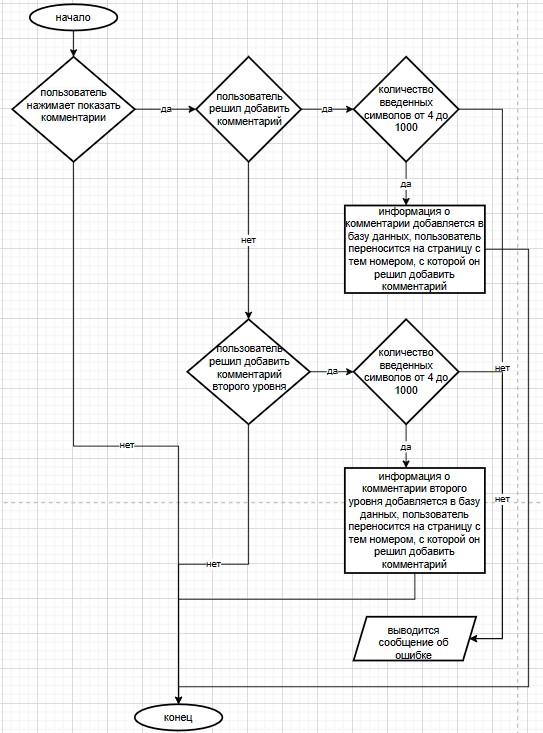 начало
пользователь
нажимает показать
комментарии
да
пользователь
решил добавить
комментарий
да
количество
введенных
символов от 4 до
1000
да
информация о
комментарии добавляется в
базу данных, пользователь
переносится на страницу с
тем номером, с которой он
решил добавить
комментарий
нет
пользователь
решил добавить
комментарий
второго уровня
да
количество
введенных
символов от 4 до
1000
нет
нет
да
информация о
комментарии второго
уровня добавляется в базу
данных, пользователь
переносится на страницу с
тем номером, с которой он
решил добавить
комментарий
нет
нет
выводится
сообщение об
ошибке
конец